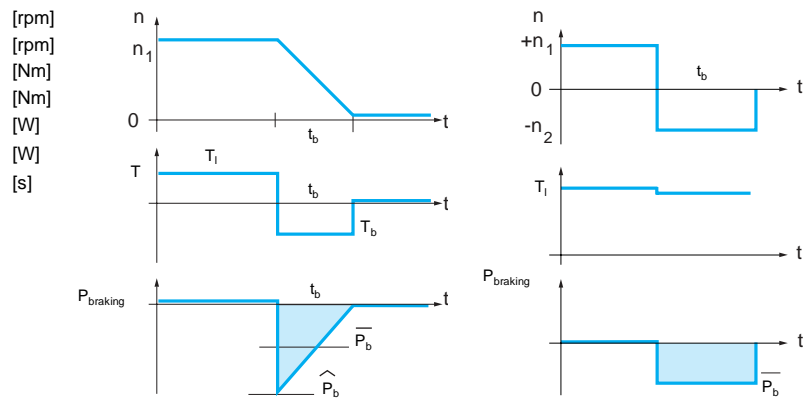 [rpm]
[rpm]
[Nm]
[Nm]
[W]
[W]
[s]
n
n1
0
tb
t
T
Tl
tb
Tb
t
Pbraking
tb
t
Pb
Pb
n
+n1
0
-n2
tb
t
Tl
t
Pbraking
t
Pb